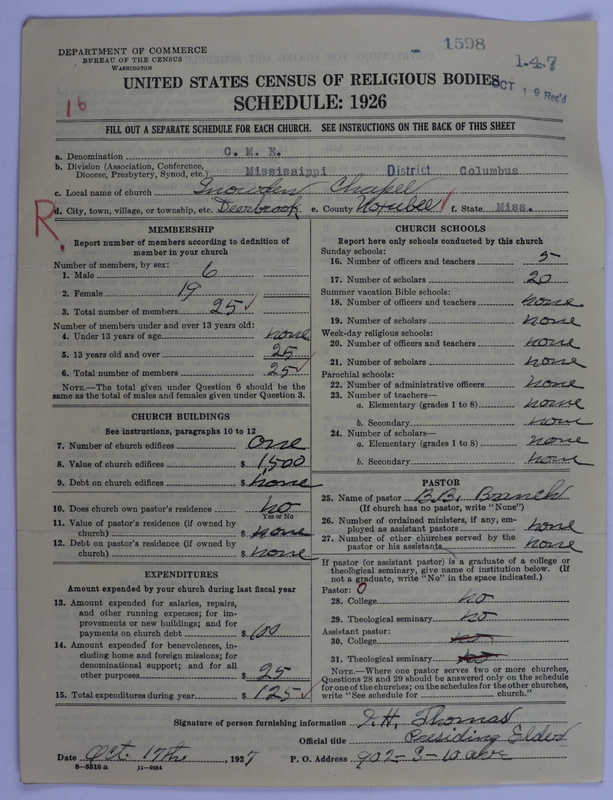 1598
1-4-7
DEPARTMENT OF COMMERCE
BUREAU OF THE CENSUS
WASHINGTON
OCT 19 Rec'd
UNITED STATES CENSUS OF RELIGIOUS BODIES
16
SCHEDULE: 1926
FILL OUT A SEPARATE SCHEDULE FOR EACH CHURCH. SEE INSTRUCTIONS ON THE BACK OF THIS SHEET
a. Denomination C. M. E.
b. Division (Association, Conference, Diocese, Presbytery, Synod, etc.) Mississippi District Columbus
c. Local name of church Snowden Chapel
d. City, town, village, or township, etc. Deerbrook e. County Noxubee f. State Miss.
R.
MEMBERSHIP
Report number of members according to definition of
member in your church
Number of members, by sex:
1. Male 6
2. Female 19
3. Total number of members 25
Number of members under and over 13 years old:
4. Under 13 years of age none
5. 13 years old and over 25
6. Total number of members 25
NOTE.—The total given under Question 6 should be
same as the total of males and females given under Question 3.
CHURCH BUILDINGS
See instructions, paragraphs 10 to 12
7. Number of church edifices One
8. Value of church edifices $ 1,500
9. Debt on church edifices $ none
10. Does church own pastor's residence no
Yes or No
11. Value of pastor's residence (if owned by
church) $ none
12. Debt on pastor's residence (if owned by
church) $ none
EXPENDITURES
Amount expended by your church during last fiscal year
13. Amount expended for salaries, repairs,
and other running expenses; for im-
provements or new buildings; and for
payments on church debt $ 100
14. Amount expended for benevolences, in-
cluding home and foreign missions; for
denominational support; and for all
other purposes $ 25
15. Total expenditures during year $ 125
CHURCH SCHOOLS
Report here only schools conducted by this church
Sunday schools:
16. Number of officers and teachers 5
17. Number of scholars 20
Summer vacation Bible schools:
18. Number of officers and teachers none
19. Number of scholars none
Week-day religious schools:
20. Number of officers and teachers none
21. Number of scholars none
Parochial schools:
22. Number of administrative officers none
23. Number of teachers—
a. Elementary (grades 1 to 8) none
b. Secondary none
24. Number of scholars—
a. Elementary (grades 1 to 8) none
b. Secondary none
PASTOR
25. Name of pastor B.B. Branch
(If church has no pastor, write "None")
26. Number of ordained ministers, if any, em-
ployed as assistant pastors none
27. Number of other churches served by the
pastor or his assistants none
If pastor (or assistant pastor) is a graduate of a college or
theological seminary, give name of institution below. (If
not a graduate, write "No" in the space indicated.)
Pastor: 0
28. College no
29. Theological seminary no
Assistant pastor:
30. College no
31. Theological seminary no
NOTE.—Where one pastor serves two or more churches,
Questions 28 and 29 should be answered only on the schedule
for one of the churches; on the schedules for the other churches,
write "See schedule for church."
Signature of person furnishing information J. H. Thomas
Official title Presiding Elder
Date Oct 17th, 1927 P. O. Address 902- S-
8—5515 a 11—9064